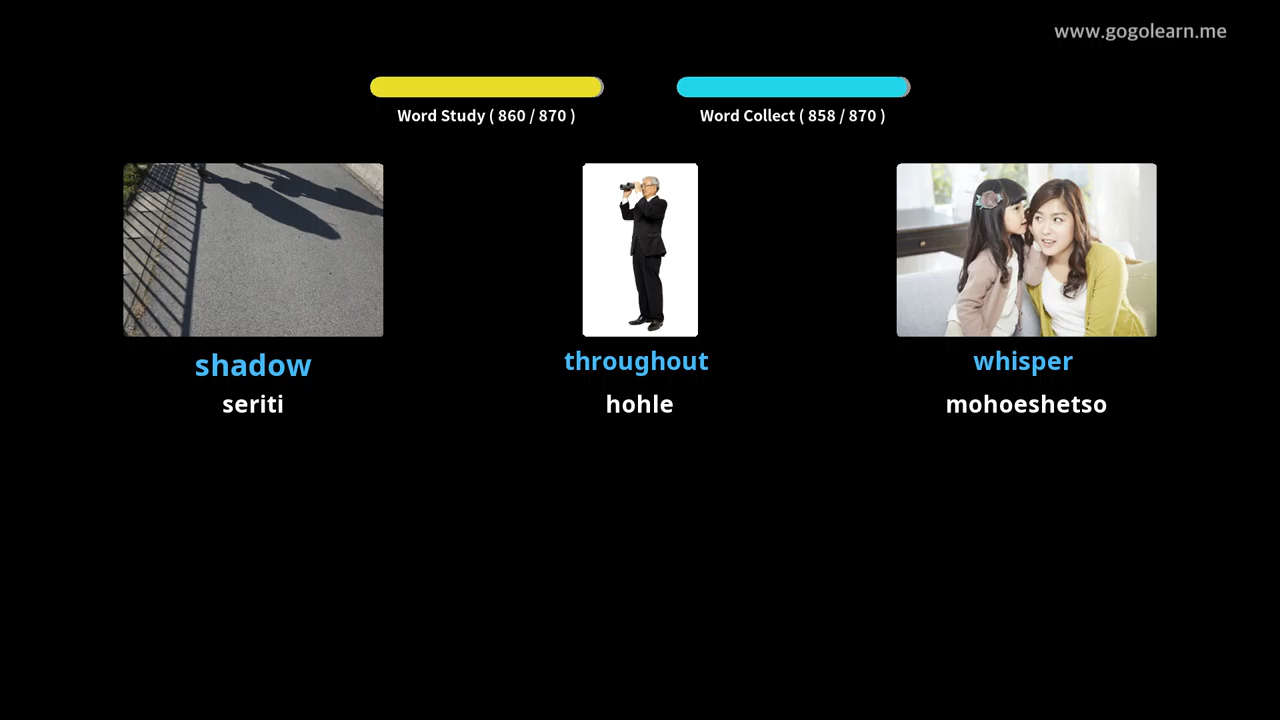 www.gogolearn.me
Word Study ( 860 / 870 )
Word Collect ( 858 / 870 )
shadow
throughout
whisper
seriti
hohle
mohoeshetso